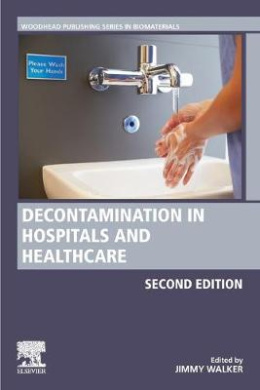 WOODHEAD PUBLISHING SERIES IN BIOMATERIALS
Please Wash
Your Hands
DECONTAMINATION IN
HOSPITALS AND
HEALTHCARE
SECOND EDITION
ELSEVIER
Edited by
JIMMY WALKER